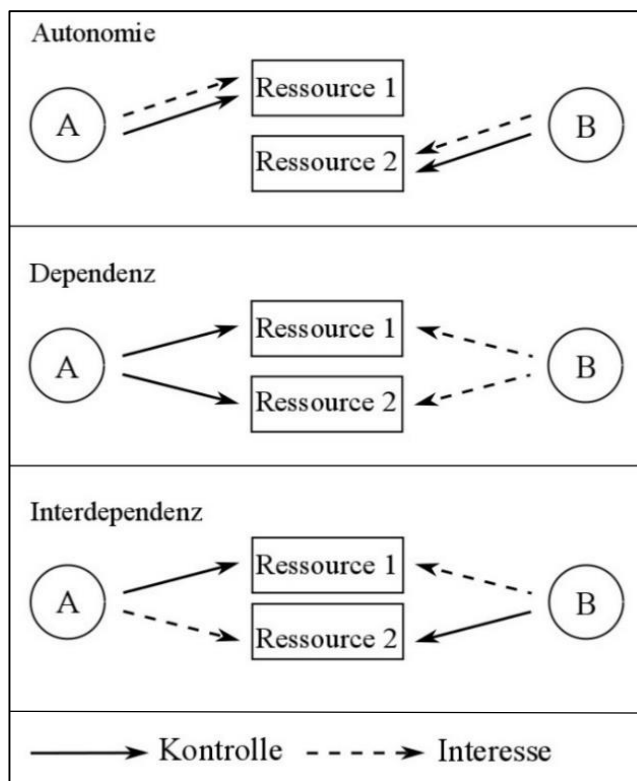 Autonomie
A
Ressource 1
B
Ressource 2
Dependenz
A
Ressource 1
B
Ressource 2
Interdependenz
A
Ressource 1
B
Ressource 2
Kontrolle
Interesse